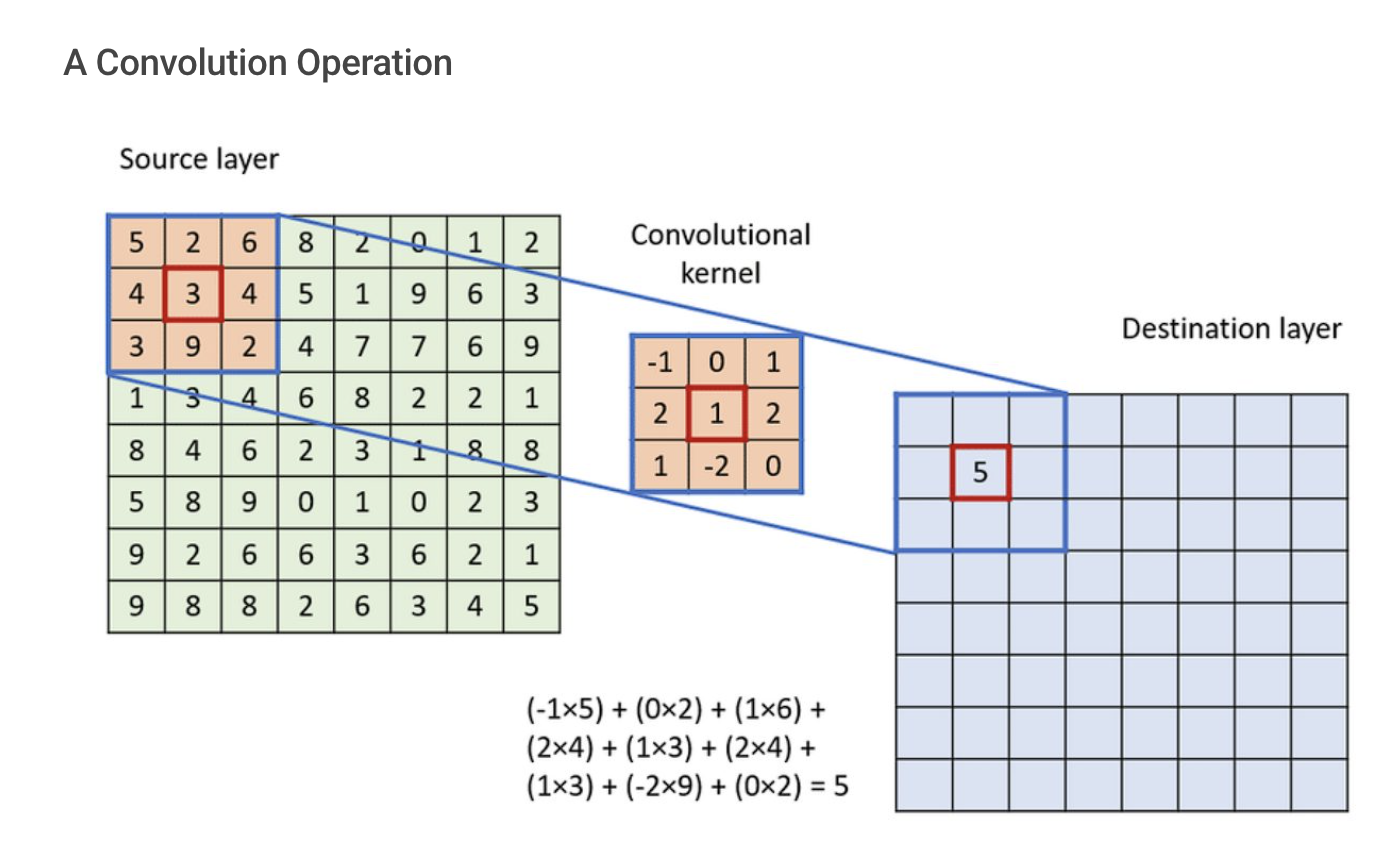 A Convolution Operation
Source layer
5 2 6 8 2 0 1 2
4 3 4 5 1 9 6 3
3 9 2 4 7 7 6 9
1 3 4 6 8 2 2 1
8 4 6 2 3 1 8 8
5 8 9 0 1 0 2 3
9 2 6 6 3 6 2 1
9 8 8 2 6 3 4 5
Convolutional
kernel
-1 0 1
2 1 2
1 -2 0
Destination layer
5
(-1×5) + (0×2) + (1×6) +
(2×4) + (1×3) + (2×4) +
(1×3) + (-2×9) + (0×2) = 5